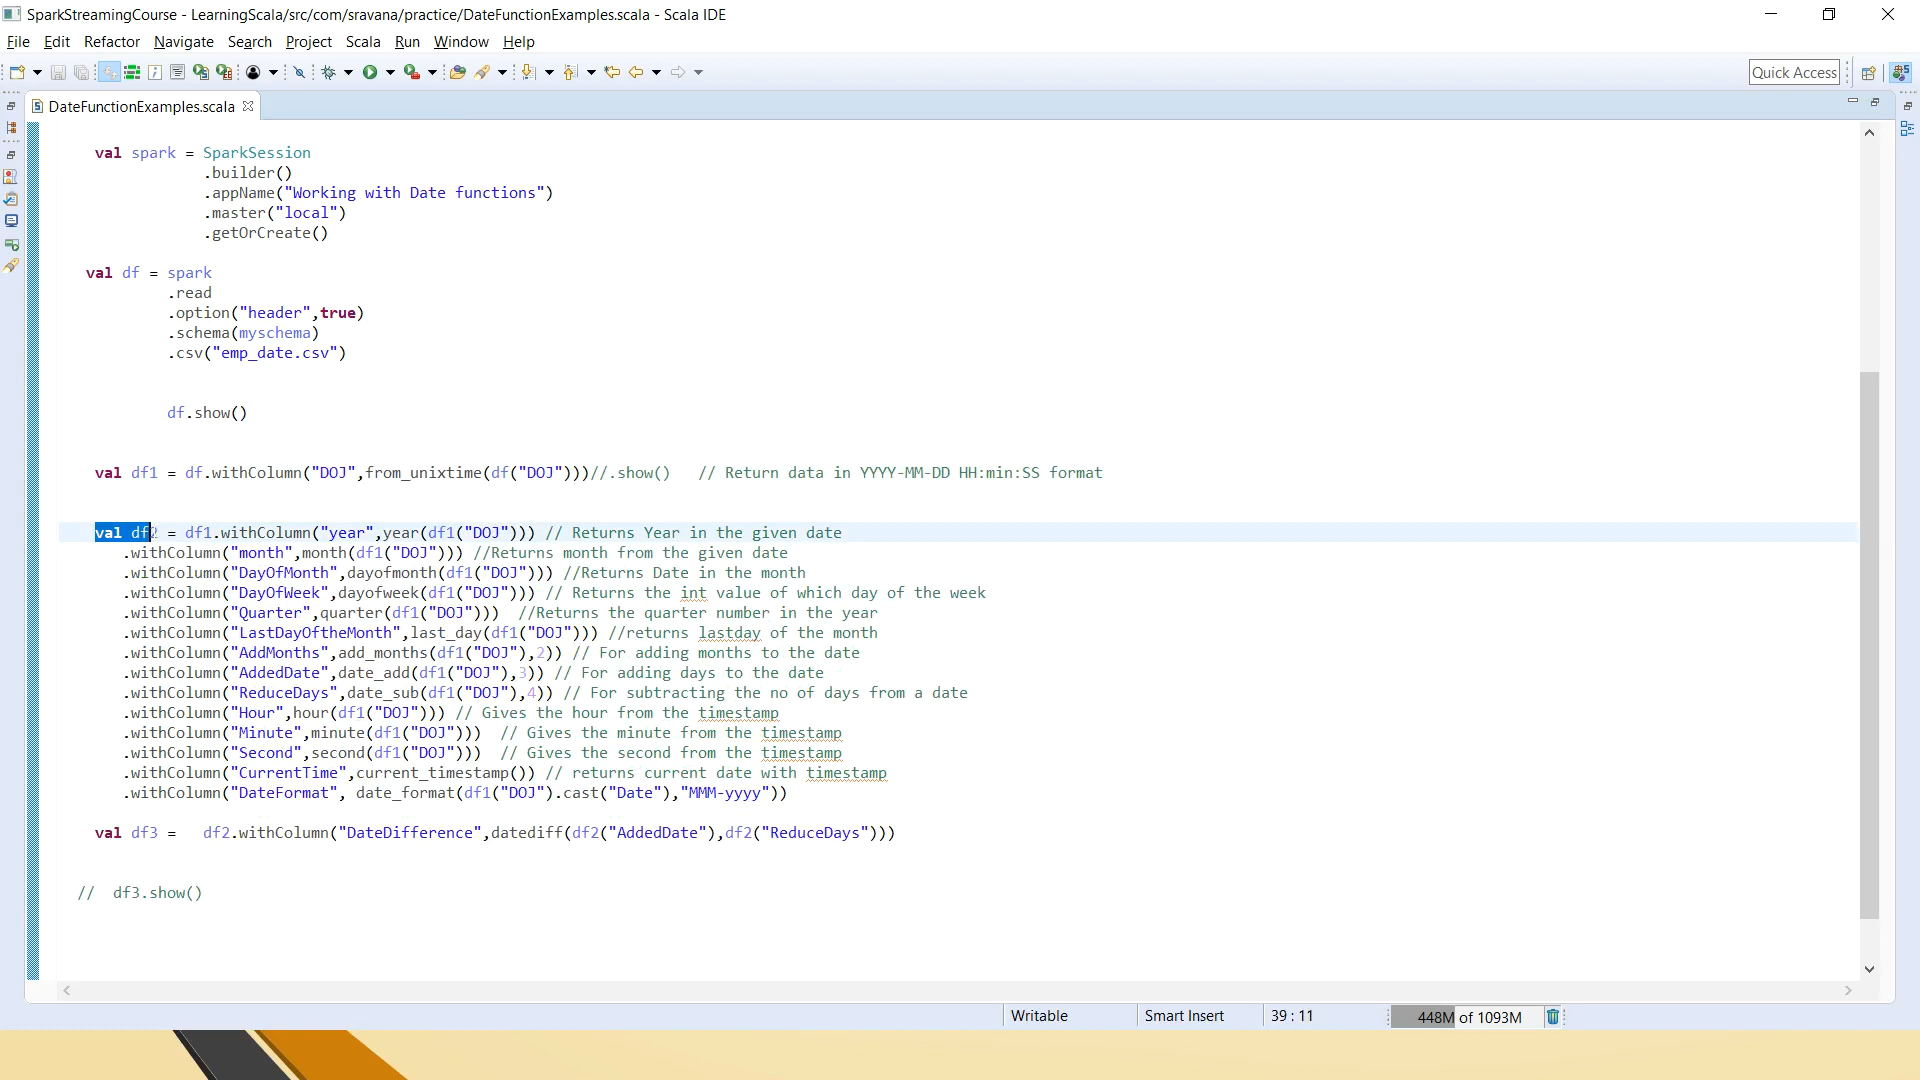 SparkStreamingCourse - LearningScala/src/com/sravana/practice/DateFunctionExamples.scala - Scala IDE
File Edit Refactor Navigate Search Project Scala Run Window Help
Quick Access
DateFunctionExamples.scala
val spark = SparkSession
.builder()
.appName("Working with Date functions")
.master("local")
.getOrCreate()
val df = spark
.read
.option("header",true)
.schema(myschema)
.csv("emp_date.csv")
df.show()
val df1 = df.withColumn("DOJ",from_unixtime(df("DOJ")))//.show() // Return data in YYYY-MM-DD HH:min:SS format
val df2 = df1.withColumn("year",year(df1("DOJ"))) // Returns Year in the given date
.withColumn("month",month(df1("DOJ"))) //Returns month from the given date
.withColumn("DayOfMonth",dayofmonth(df1("DOJ"))) //Returns Date in the month
.withColumn("DayOfWeek",dayofweek(df1("DOJ"))) // Returns the int value of which day of the week
.withColumn("Quarter",quarter(df1("DOJ"))) //Returns the quarter number in the year
.withColumn("LastDayOftheMonth",last_day(df1("DOJ"))) //returns lastday of the month
.withColumn("AddMonths",add_months(df1("DOJ"),2)) // For adding months to the date
.withColumn("AddedDate",date_add(df1("DOJ"),3)) // For adding days to the date
.withColumn("ReduceDays",date_sub(df1("DOJ"),4)) // For subtracting the no of days from a date
.withColumn("Hour",hour(df1("DOJ"))) // Gives the hour from the timestamp
.withColumn("Minute",minute(df1("DOJ"))) // Gives the minute from the timestamp
.withColumn("Second",second(df1("DOJ"))) // Gives the second from the timestamp
.withColumn("CurrentTime",current_timestamp()) // returns current date with timestamp
.withColumn("DateFormat", date_format(df1("DOJ").cast("Date"),"MMM-yyyy"))
val df3 = df2.withColumn("DateDifference",datediff(df2("AddedDate"),df2("ReduceDays")))
// df3.show()
Writable Smart Insert 39 : 11 448M of 1093M